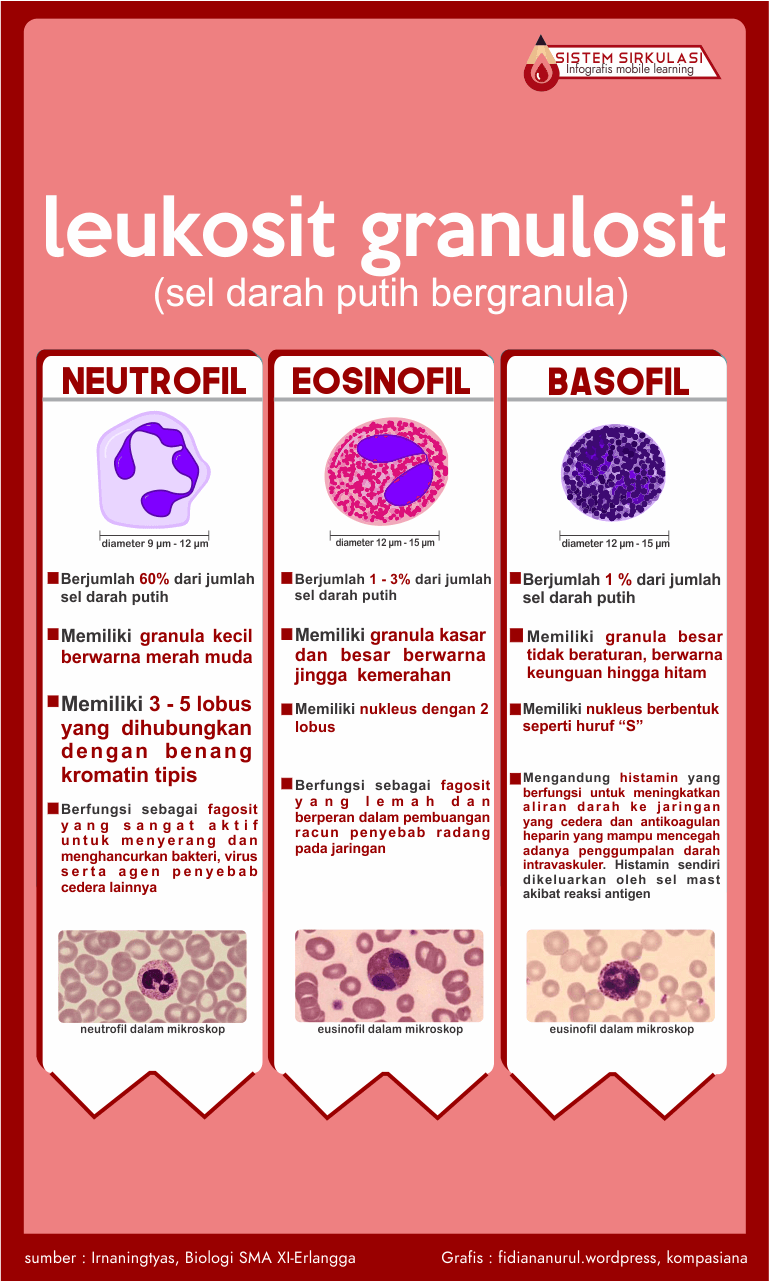 SISTEM SIRKULASI
Infografis mobile learning
leukosit granulosit
(sel darah putih bergranula)
NEUTROFIL
diameter 9 µm - 12 µm
Berjumlah 60% dari jumlah
sel darah putih
Memiliki granula kecil
berwarna merah muda
Memiliki 3 - 5 lobus
yang dihubungkan
dengan benang
kromatin tipis
Berfungsi sebagai fagosit
yang sangat aktif
untuk menyerang dan
menghancurkan bakteri, virus
serta agen penyebab
cedera lainnya
neutrofil dalam mikroskop
EOSINOFIL
diameter 12 µm - 15 µm
Berjumlah 1 - 3% dari jumlah
sel darah putih
Memiliki granula kasar
dan besar berwarna
jingga kemerahan
Memiliki nukleus dengan 2
lobus
Berfungsi sebagai fagosit
yang lemah dan
berperan dalam pembuangan
racun penyebab radang
pada jaringan
eusinofil dalam mikroskop
BASOFIL
diameter 12 µm - 15 µm
Berjumlah 1 % dari jumlah
sel darah putih
Memiliki granula besar
tidak beraturan, berwarna
keunguan hingga hitam
Memiliki nukleus berbentuk
seperti huruf “S”
Mengandung histamin yang
berfungsi untuk meningkatkan
aliran darah ke jaringan
yang cedera dan antikoagulan
heparin yang mampu mencegah
adanya penggumpalan darah
intravaskuler. Histamin sendiri
dikeluarkan oleh sel mast
akibat reaksi antigen
eusinofil dalam mikroskop
sumber : Irnaningtyas, Biologi SMA XI-Erlangga
Grafis : fidiananurul.wordpress, kompasiana